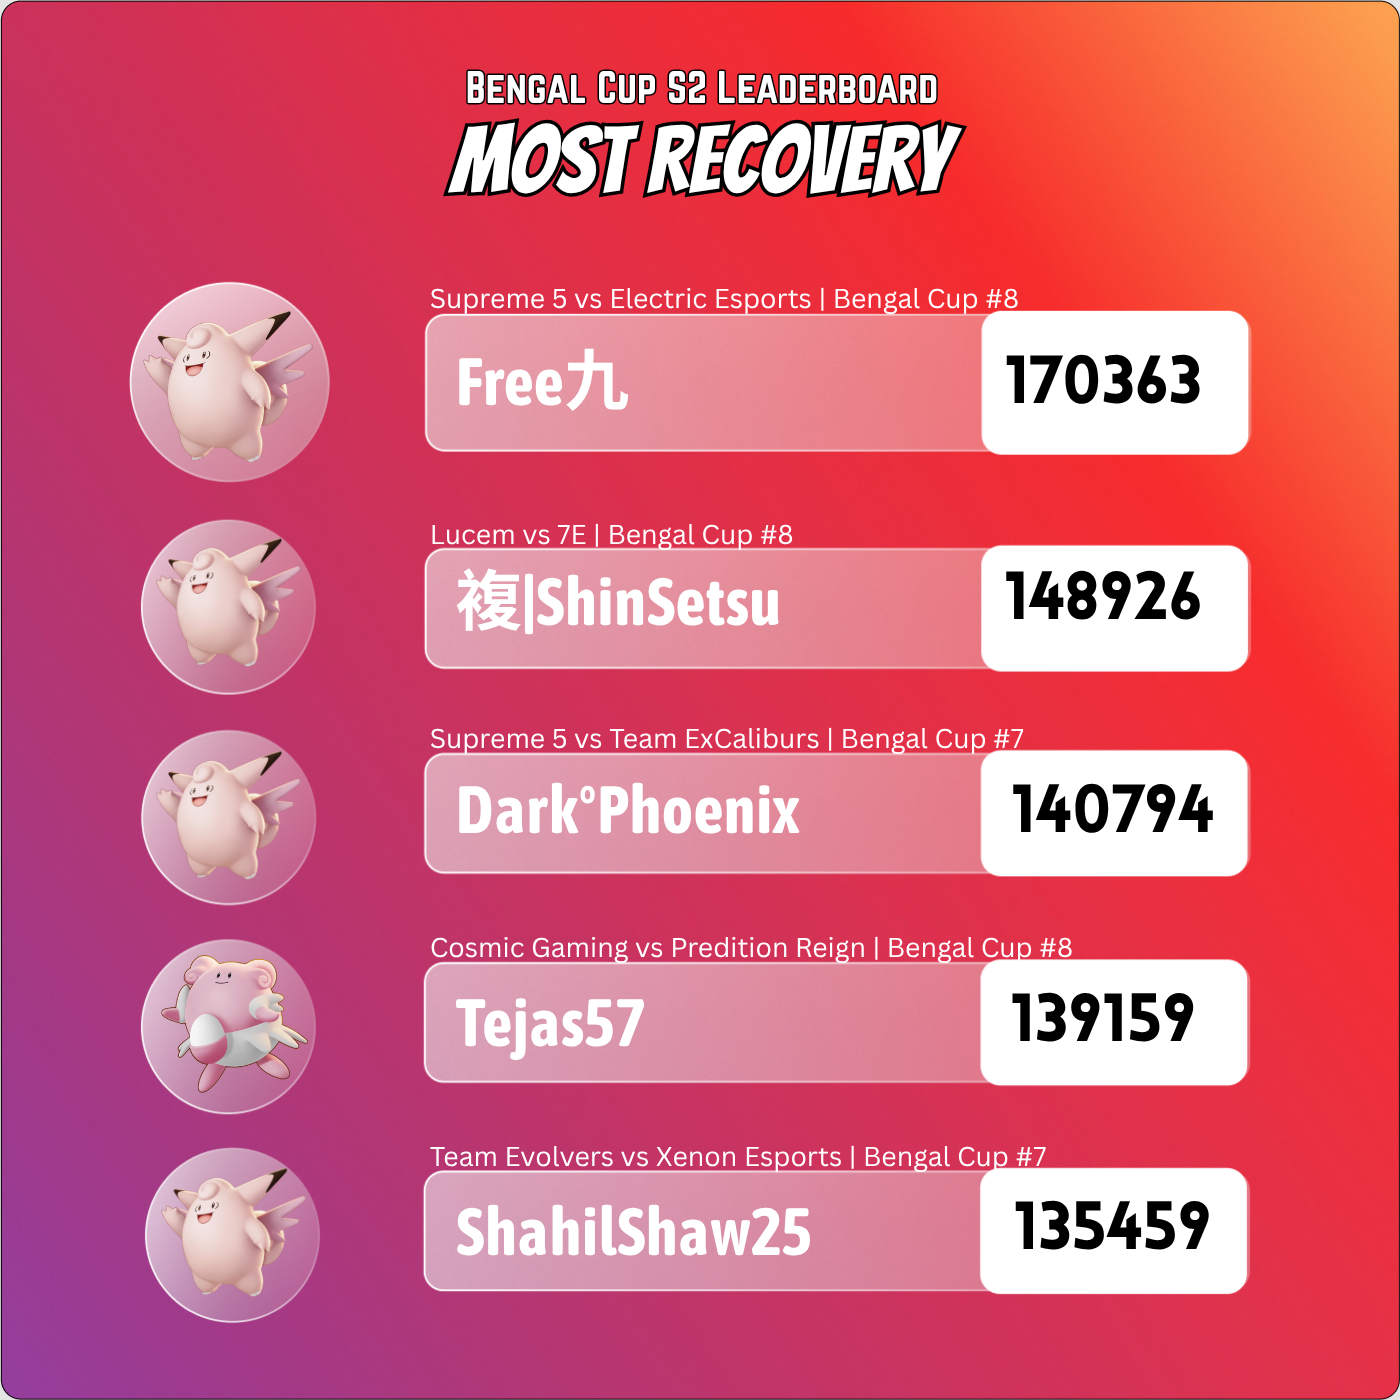 Bengal Cup S2 Leaderboard
MOST RECOVERY
Supreme 5 vs Electric Esports | Bengal Cup #8
Free九
170363
Lucem vs 7E | Bengal Cup #8
複|ShinSetsu
148926
Supreme 5 vs Team ExCaliburs | Bengal Cup #7
Dark°Phoenix
140794
Cosmic Gaming vs Predition Reign | Bengal Cup #8
Tejas57
139159
Team Evolvers vs Xenon Esports | Bengal Cup #7
ShahilShaw25
135459